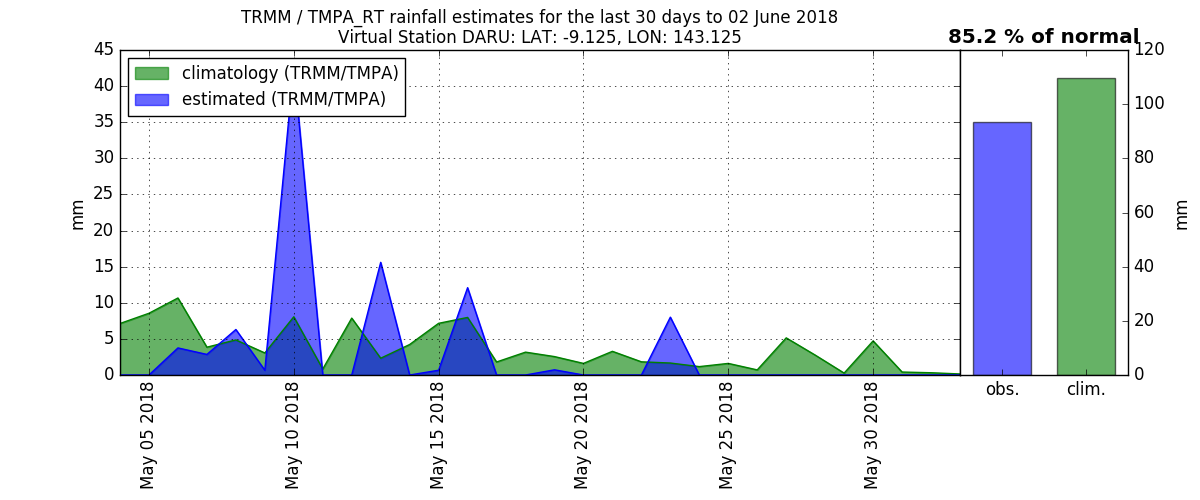 TRMM / TMPA_RT rainfall estimates for the last 30 days to 02 June 2018
Virtual Station DARU: LAT: -9.125, LON: 143.125
85.2 % of normal
climatology (TRMM/TMPA)
estimated (TRMM/TMPA)
45
40
35
30
25
20
15
10
5
0
mm
May 05 2018
May 10 2018
May 15 2018
May 20 2018
May 25 2018
May 30 2018
obs.
clim.
120
100
80
60
40
20
0
mm